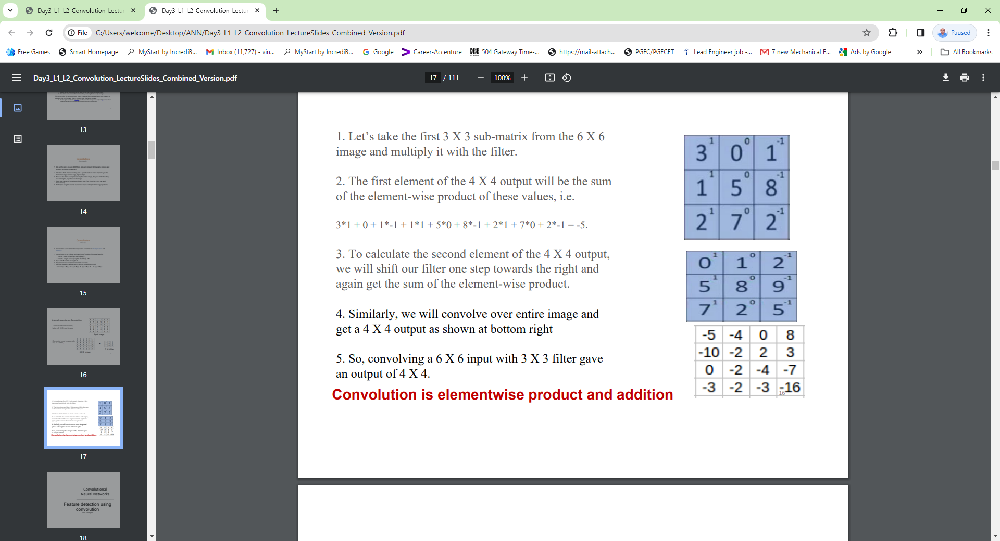 Day3_L1_L2_Convolution_Lectu
Day3_L1_L2_Convolution_Lectu
File
C:/Users/welcome/Desktop/ANN/Day3_L1_L2_Convolution_LectureSlides_Combined_Version.pdf
Paused
Free Games
Smart Homepage
MyStart by IncrediB...
Inbox (11,727) - vin...
MyStart by IncrediB...
Google
Career-Accenture
504 Gateway Time-...
https://mail-attach...
PGEC/PGECET
Lead Engineer job -...
7 new Mechanical E...
Ads by Google
All Bookmarks
Day3_L1_L2_Convolution_LectureSlides_Combined_Version.pdf
17 / 111
100%
13
14
15
16
17
Convolutional
Neural Networks
Feature detection using
convolution
18
1. Let’s take the first 3 X 3 sub-matrix from the 6 X 6
image and multiply it with the filter.
2. The first element of the 4 X 4 output will be the sum
of the element-wise product of these values, i.e.
3*1 + 0 + 1*-1 + 1*1 + 5*0 + 8*-1 + 2*1 + 7*0 + 2*-1 = -5.
3. To calculate the second element of the 4 X 4 output,
we will shift our filter one step towards the right and
again get the sum of the element-wise product.
4. Similarly, we will convolve over entire image and
get a 4 X 4 output as shown at bottom right
5. So, convolving a 6 X 6 input with 3 X 3 filter gave
an output of 4 X 4.
Convolution is elementwise product and addition
3 1 0 0 1 -1
1 1 5 0 8 -1
2 1 7 0 2 -1
0 1 1 0 2 -1
5 1 8 0 9 -1
7 1 2 0 5 -1
-5 -4 0 8
-10 -2 2 3
0 -2 -4 -7
-3 -2 -3 -16
16